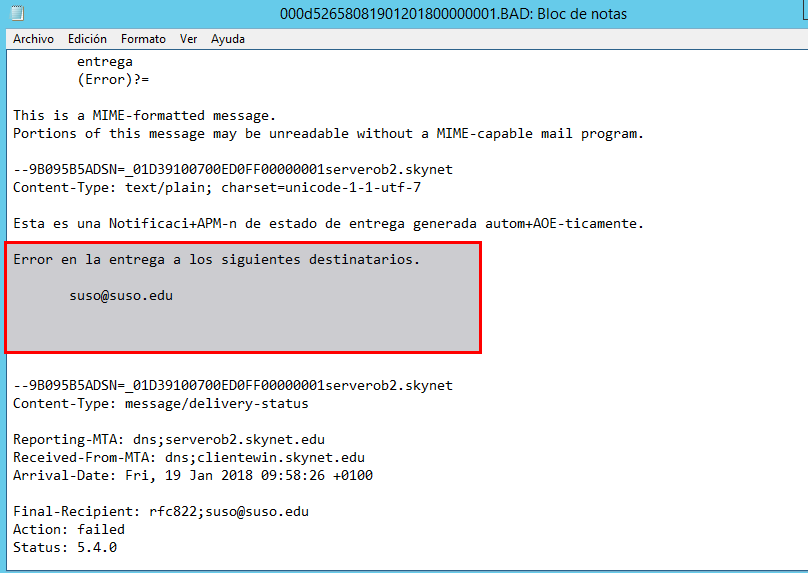 000d52658081901201800000001.BAD: Bloc de notas
Archivo Edición Formato Ver Ayuda
entrega
(Error)?=
This is a MIME-formatted message.
Portions of this message may be unreadable without a MIME-capable mail program.
--9B095B5ADSN=_01D39100700ED0FF00000001serverob2.skynet
Content-Type: text/plain; charset=unicode-1-1-utf-7
Esta es una Notificaci+APM-n de estado de entrega generada autom+AOE-ticamente.
Error en la entrega a los siguientes destinatarios.
suso@suso.edu
--9B095B5ADSN=_01D39100700ED0FF00000001serverob2.skynet
Content-Type: message/delivery-status
Reporting-MTA: dns;serverob2.skynet.edu
Received-From-MTA: dns;clientewin.skynet.edu
Arrival-Date: Fri, 19 Jan 2018 09:58:26 +0100
Final-Recipient: rfc822;suso@suso.edu
Action: failed
Status: 5.4.0